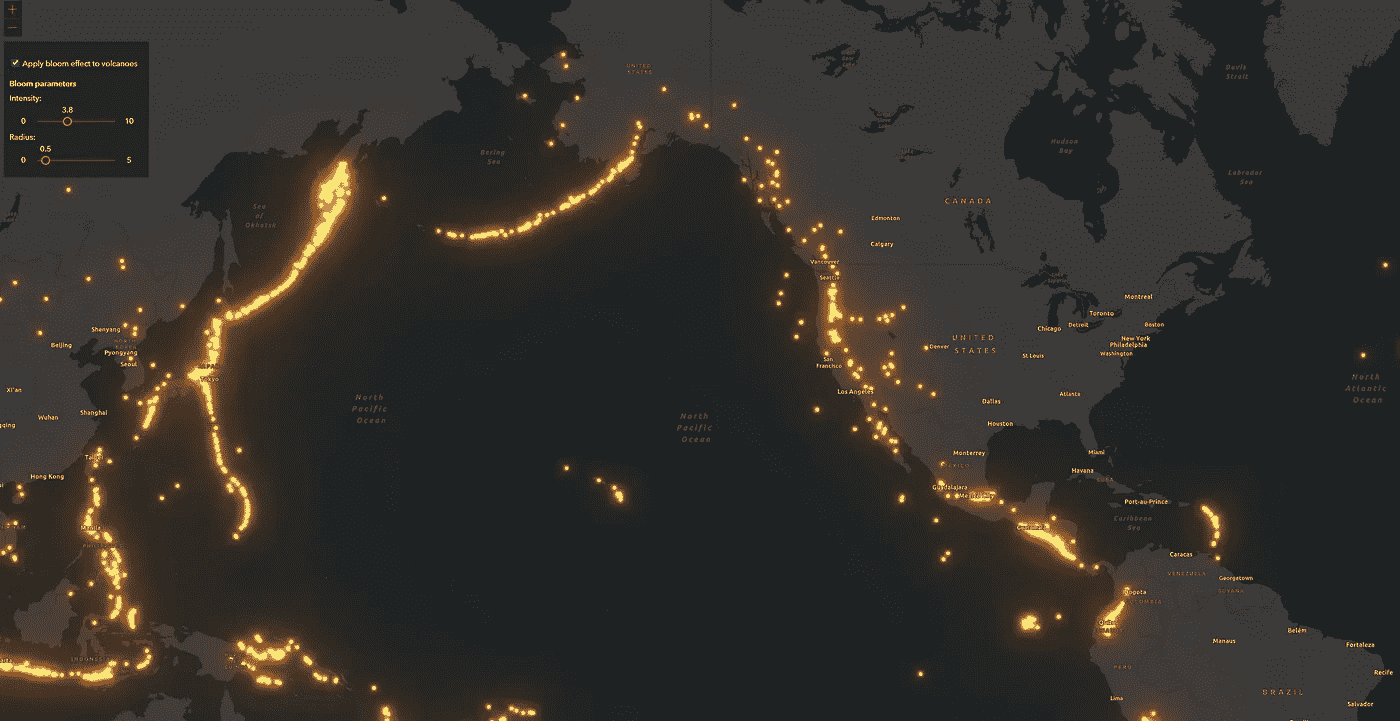 +
−
Apply bloom effect to volcanoes
Bloom parameters
Intensity:
3.8
0
10
Radius:
0.5
0
5
UNITED
STATES
Davis
Strait
Bering
Sea
Hudson
Bay
Labrador
Sea
Sea
of
Okhotsk
CANADA
Edmonton
Calgary
Vancouver
Seattle
Montreal
Toronto
Chicago
Detroit
Boston
Shenyang
Beijing
Pyongyang
Seoul
New York
Philadelphia
Washington
UNITED
STATES
Denver
St Louis
San
Francisco
Tokyo
Xi'an
Los Angeles
Atlanta
North
Atlantic
Ocean
North
Pacific
Ocean
Dallas
Wuhan
Shanghai
North
Pacific
Ocean
Houston
Monterrey
Miami
Hong Kong
Havana
CUBA
MEXICO
Guadalajara
Mexico City
Port-au-Prince
Manila
Caribbean
Sea
Caracas
VENEZUELA
Georgetown
GUYANA
Bogota
Quito
Belém
Manaus
Fortaleza
PERU
Recife
Lima
BRAZIL
Salvador